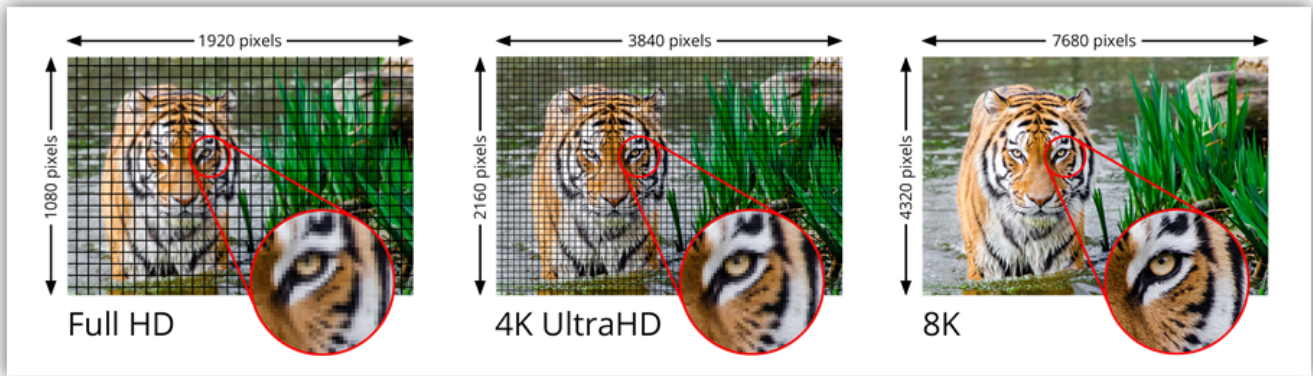 1920 pixels
1080 pixels
Full HD
3840 pixels
2160 pixels
4K UltraHD
7680 pixels
4320 pixels
8K